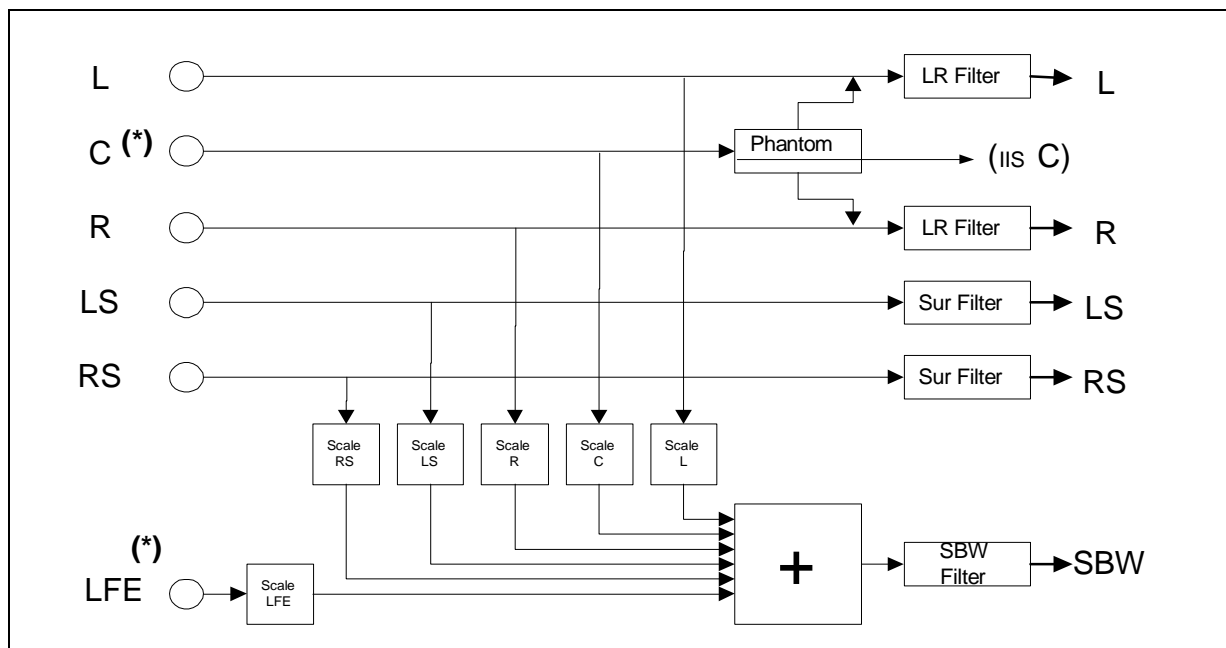 L
LR Filter
L
C (*)
Phantom
(IIS C)
R
LR Filter
R
LS
Sur Filter
LS
RS
Sur Filter
RS
Scale
RS
Scale
LS
Scale
R
Scale
C
Scale
L
(*)
LFE
Scale
LFE
+
SBW
Filter
SBW